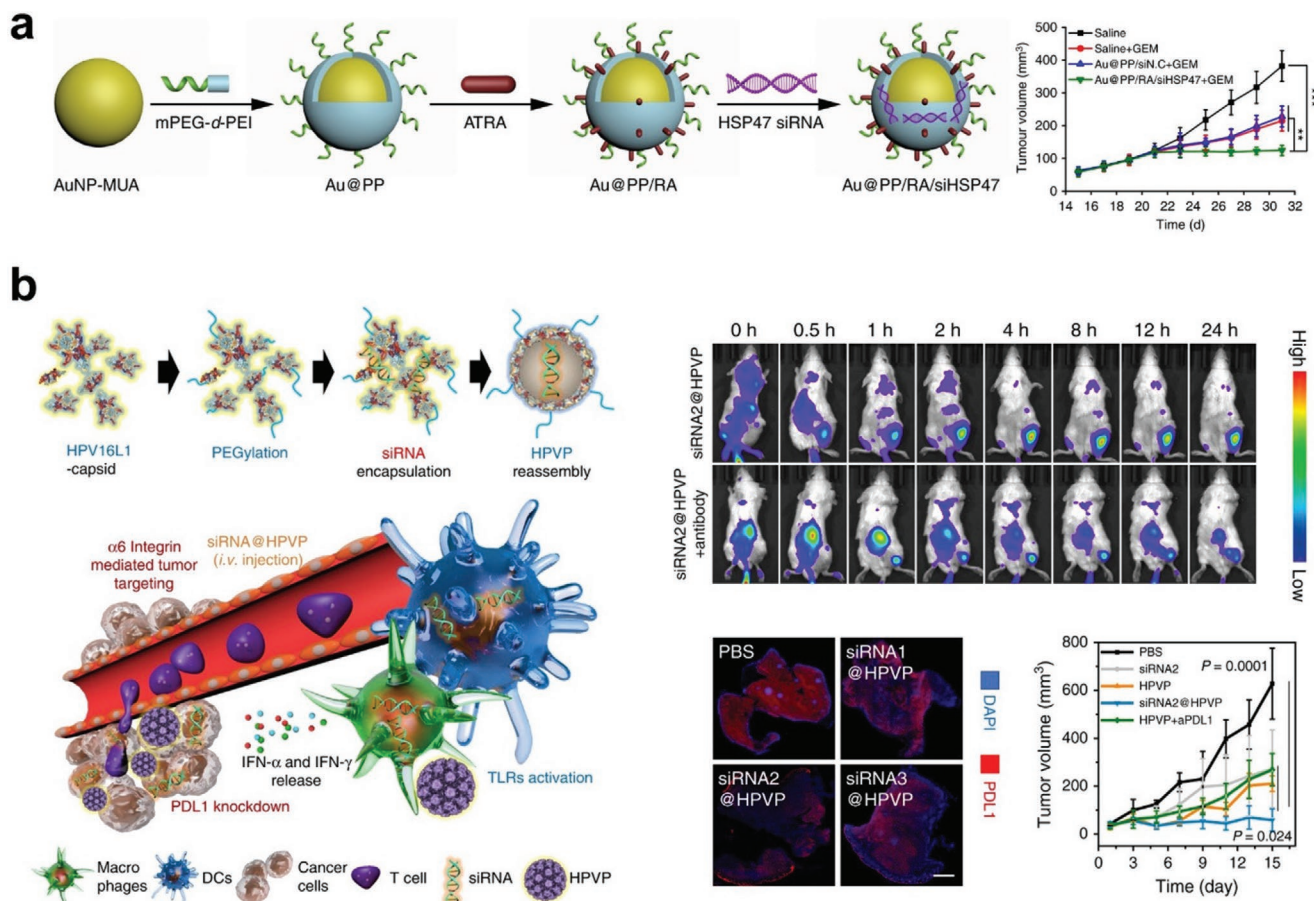 a
mPEG-d-PEI
ATRA
HSP47 siRNA
AuNP-MUA
Au@PP
Au@PP/RA
Au@PP/RA/siHSP47
Tumour volume (mm³)
500
400
300
200
100
0
Saline
Saline+GEM
Au@PP/siN.C+GEM
Au@PP/RA/siHSP47+GEM
***
**
14 16 18 20 22 24 26 28 30 32
Time (d)
b
HPV16L1
-capsid
PEGylation
siRNA
encapsulation
HPVP
reassembly
α6 Integrin
mediated tumor
targeting
siRNA@HPVP
(i.v. injection)
IFN-α and IFN-γ
release
TLRs activation
PDL1 knockdown
Macro
phages
DCs
Cancer
cells
T cell
siRNA
HPVP
0 h 0.5 h 1 h 2 h 4 h 8 h 12 h 24 h
siRNA2@HPVP
siRNA2@HPVP
+antibody
High
Low
PBS
siRNA1
@HPVP
siRNA2
@HPVP
siRNA3
@HPVP
DAPI
PDL1
Tumor volume (mm³)
800
600
400
200
0
PBS
siRNA2
HPVP
siRNA2@HPVP
HPVP+aPDL1
P = 0.0001
P = 0.024
0 3 6 9 12 15
Time (day)